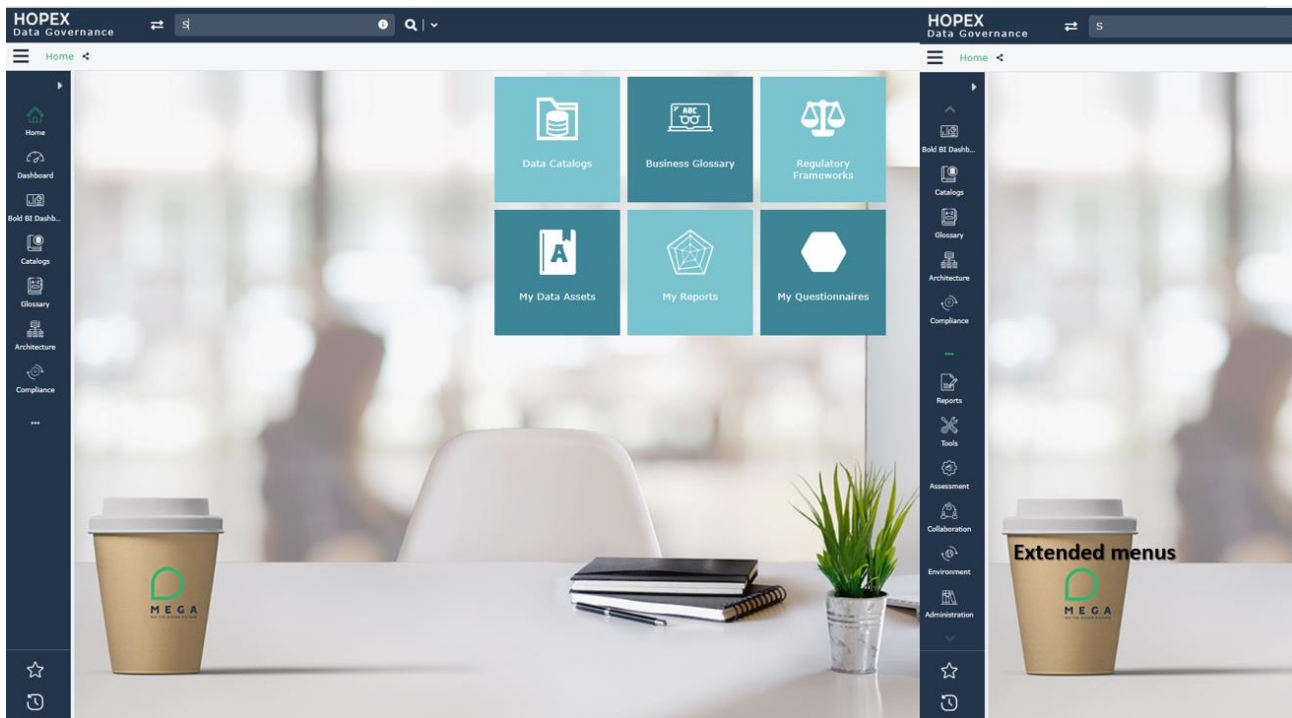 HOPEX
Data Governance
S
Home
Home
Dashboard
Bold BI Dashb...
Catalogs
Glossary
Architecture
Compliance
Data Catalogs
ABC
Business Glossary
Regulatory
Frameworks
A
My Data Assets
My Reports
My Questionnaires
MEGA
HOPEX
Data Governance
S
Home
Bold BI Dashb...
Catalogs
Glossary
Architecture
Compliance
Reports
Tools
Assessment
Collaboration
Environment
Administration
Extended menus
MEGA